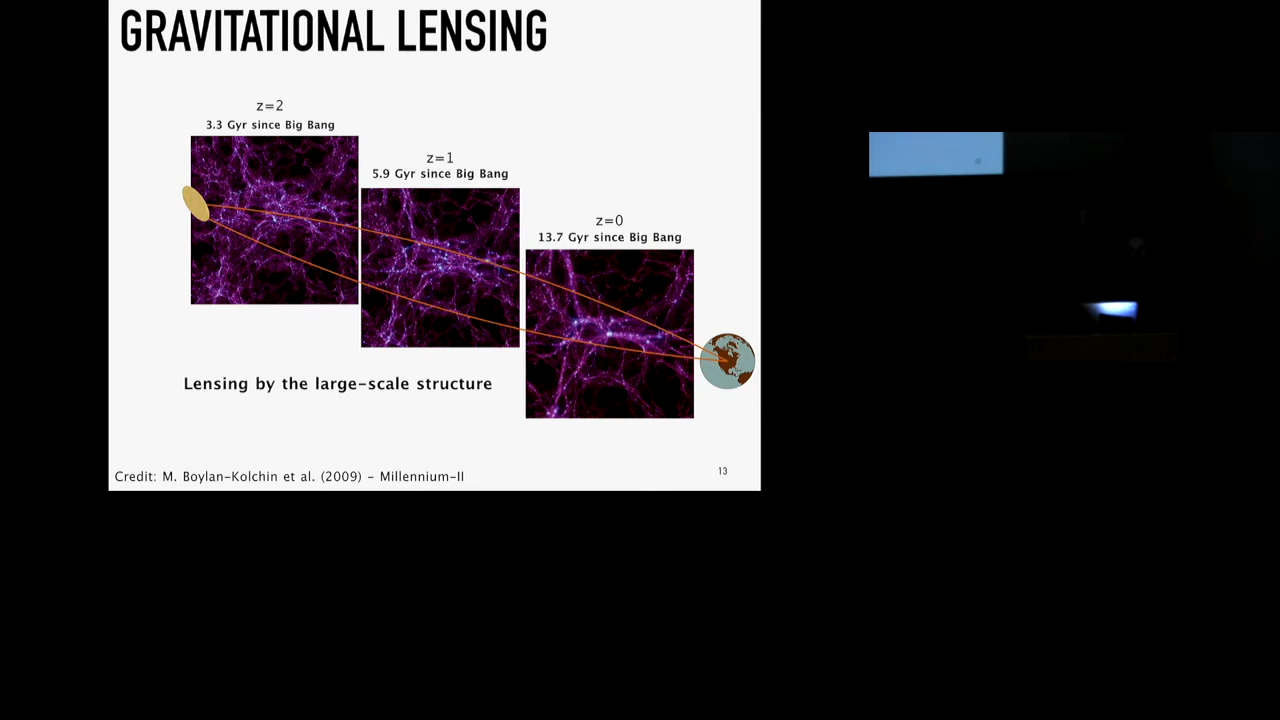 GRAVITATIONAL LENSING
z=2
3.3 Gyr since Big Bang
z=1
5.9 Gyr since Big Bang
z=0
13.7 Gyr since Big Bang
Lensing by the large-scale structure
Credit: M. Boylan-Kolchin et al. (2009) – Millennium-II
13